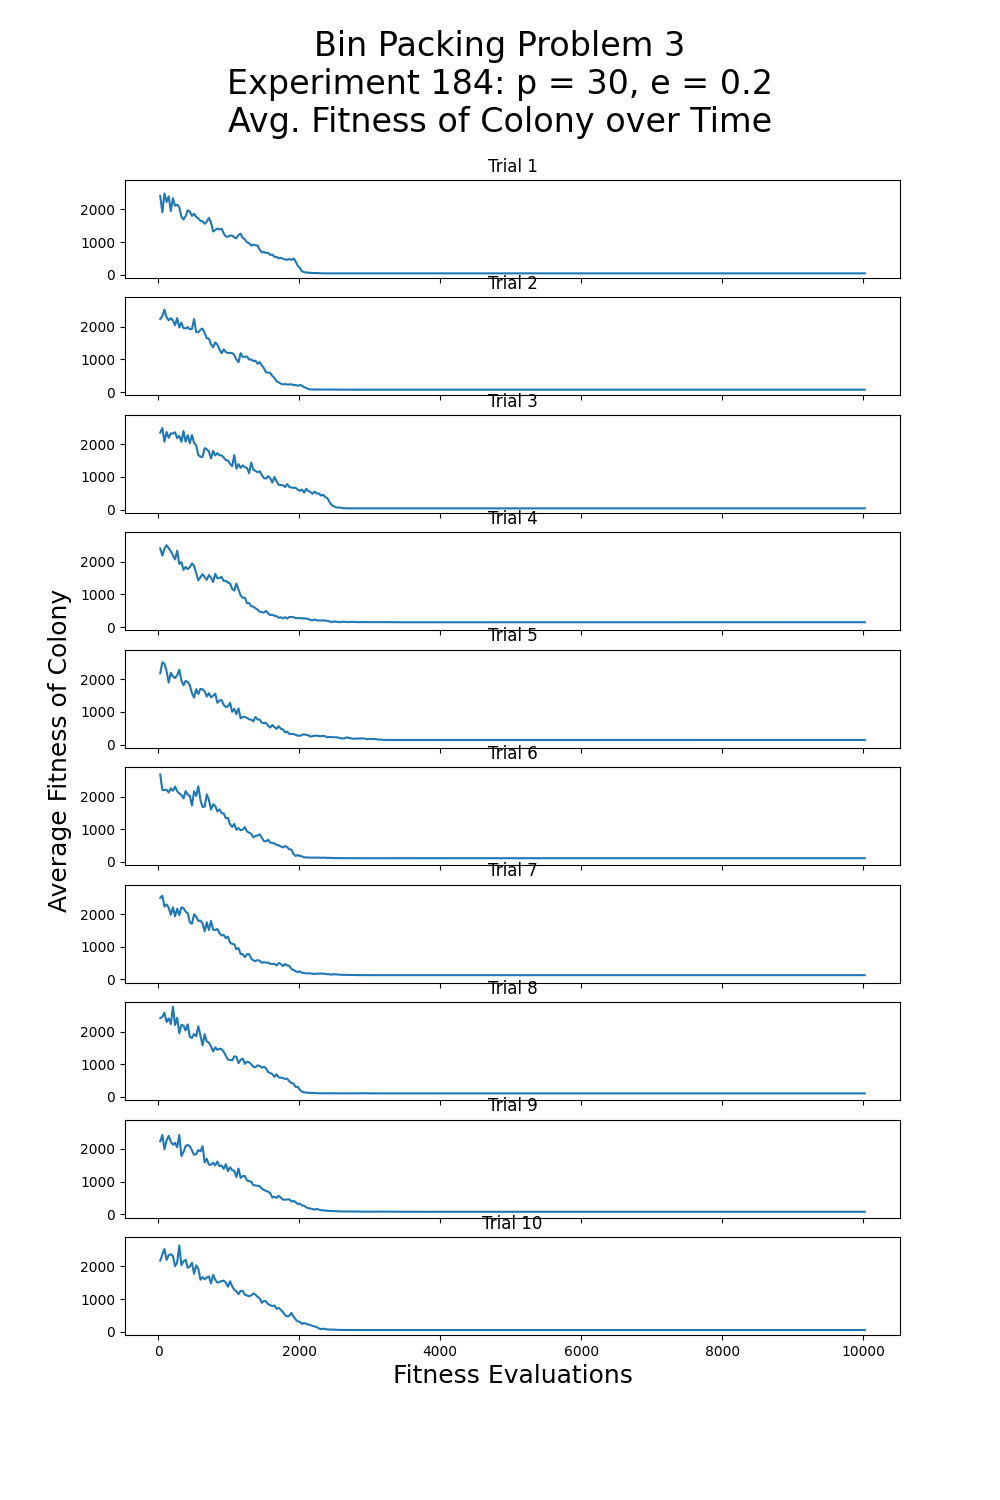 Bin Packing Problem 3
Experiment 184: p = 30, e = 0.2
Avg. Fitness of Colony over Time
Trial 1
2000
1000
0
Trial 2
2000
1000
0
Trial 3
2000
1000
0
Trial 4
2000
1000
0
Trial 5
2000
1000
0
Trial 6
2000
1000
0
Trial 7
2000
1000
0
Trial 8
2000
1000
0
Trial 9
2000
1000
0
Trial 10
2000
1000
0
0 2000 4000 6000 8000 10000
Fitness Evaluations
Average Fitness of Colony